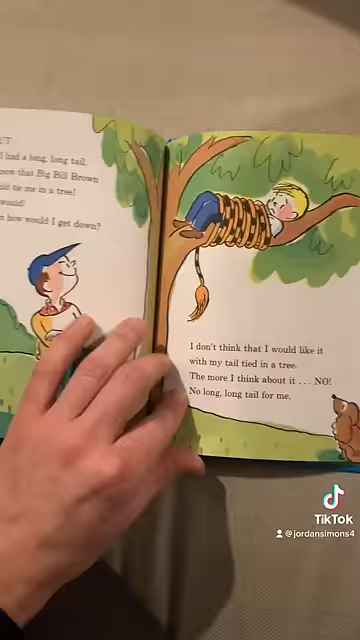 I had a long, long tail,
now that Big Bill Brown
tie me in a tree!
would!
how would I get down?
I don't think that I would like it
with my tail tied in a tree.
The more I think about it . . . NO!
No long, long tail for me.
TikTok
@jordansimons4